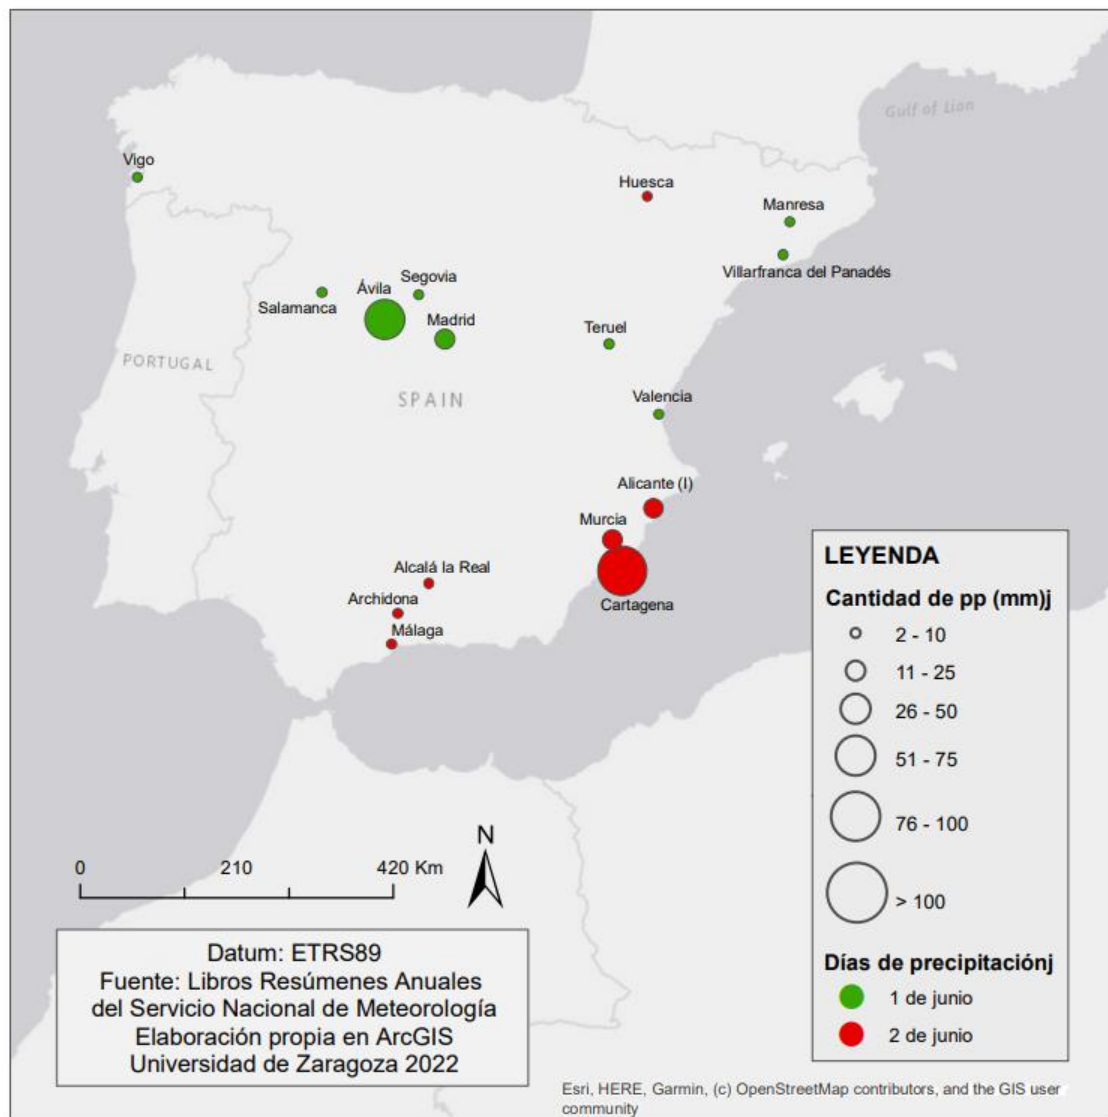 Gulf of Lion
Vigo
Huesca
Manresa
Villarfranca del Panadés
Segovia
Ávila
Salamanca
Madrid
Teruel
PORTUGAL
SPAIN
Valencia
Alicante (I)
Murcia
Cartagena
Alcalá la Real
Archidona
Málaga
LEYENDA
Cantidad de pp (mm)j
2 - 10
11 - 25
26 - 50
51 - 75
76 - 100
> 100
Días de precipitaciónj
1 de junio
2 de junio
N
0 210 420 Km
Datum: ETRS89
Fuente: Libros Resúmenes Anuales
del Servicio Nacional de Meteorología
Elaboración propia en ArcGIS
Universidad de Zaragoza 2022
Esri, HERE, Garmin, (c) OpenStreetMap contributors, and the GIS user
community